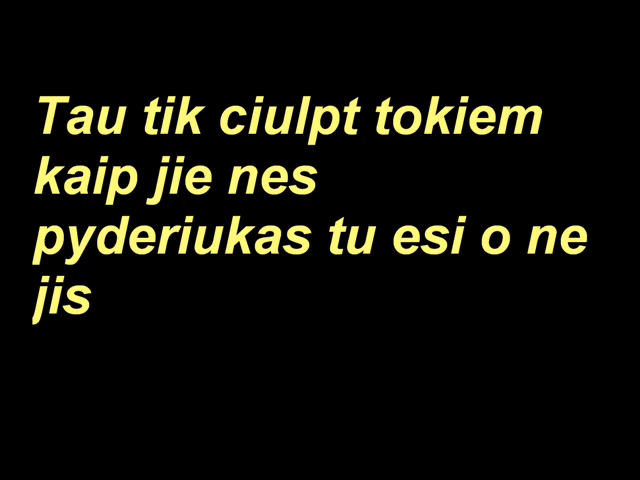 Tau tik ciulpt tokiem
kaip jie nes
pyderiukas tu esi o ne
jis